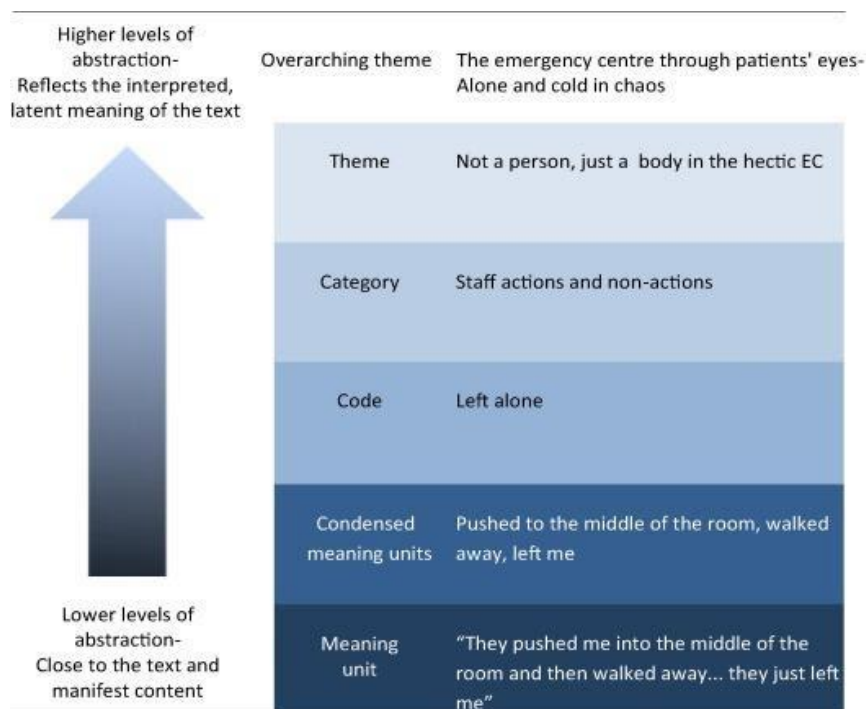 Higher levels of
abstraction-
Reflects the interpreted,
latent meaning of the text
Overarching theme
The emergency centre through patients' eyes-
Alone and cold in chaos
Theme
Not a person, just a body in the hectic EC
Category
Staff actions and non-actions
Code
Left alone
Condensed
meaning units
Pushed to the middle of the room, walked
away, left me
Lower levels of
abstraction-
Close to the text and
manifest content
Meaning
unit
“They pushed me into the middle of the
room and then walked away... they just left
me”